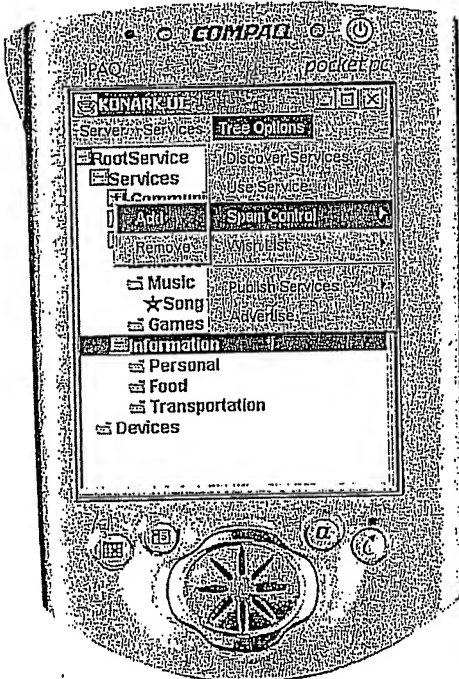 COMPAQ
iPAQ
pocket pc
KONARK UI
Server Services Tree Options
RootService
Discover Services
Services
Use Service
Communi
Add
Spam Control
Remove
Wish List
Music
Publish Services
Song
Advertise
Games
Information
Personal
Food
Transportation
Devices